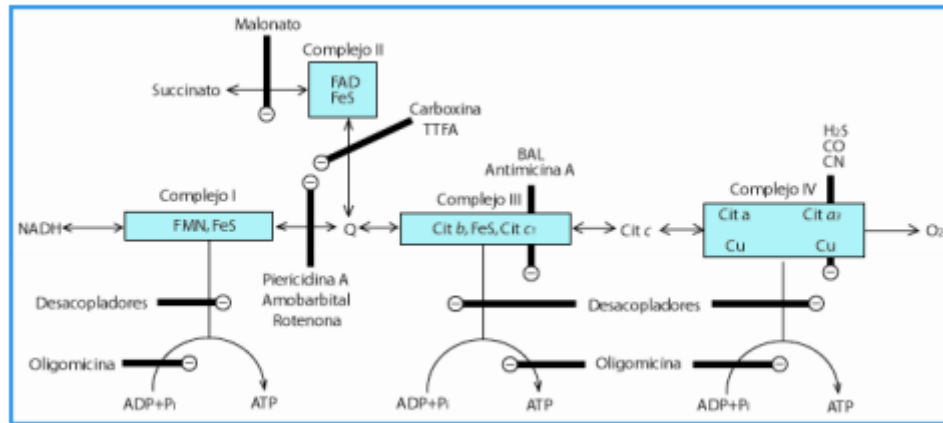 Malonato
Complejo II
Succinato
FAD
FeS
Carboxina
TTFA
H₂S
CO
CN
BAL
Antimicina A
Complejo I
Complejo III
Complejo IV
NADH
FMN, FeS
Q
Cit b, FeS, Cit c₁
Cit c
Cit a
Cit a₃
Cu
Cu
O₂
Piericidina A
Amobarbital
Rotenona
Desacopladores
Desacopladores
Oligomicina
Oligomicina
ADP+Pi
ATP
ADP+Pi
ATP
ADP+Pi
ATP